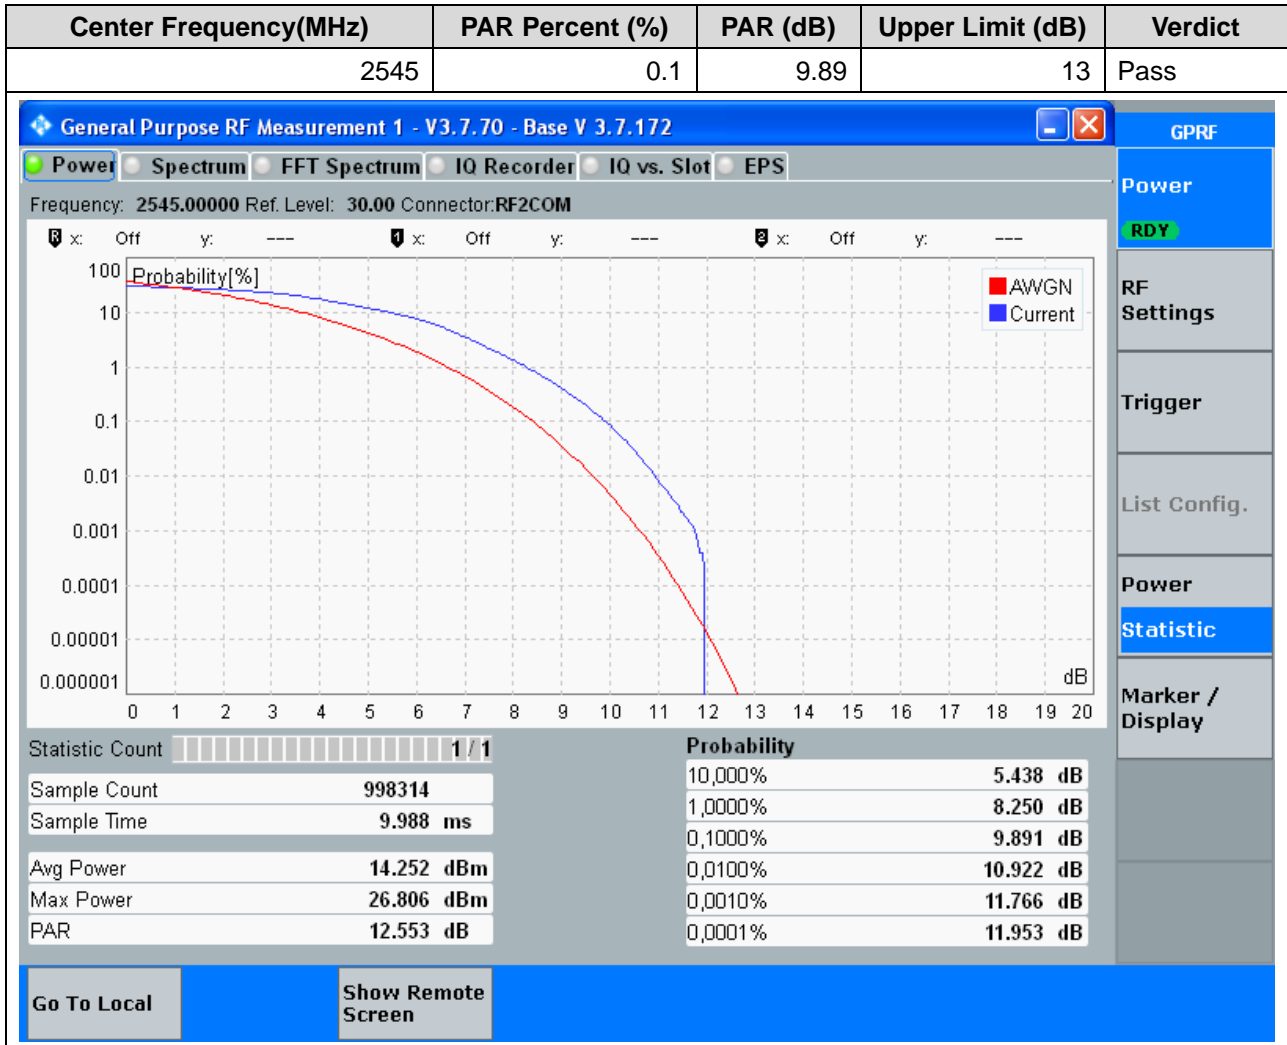 Center Frequency(MHz) PAR Percent (%) PAR (dB) Upper Limit (dB) Verdict
2545 0.1 9.89 13 Pass
General Purpose RF Measurement 1 - V3.7.70 - Base V 3.7.172
GPRF
Power Spectrum FFT Spectrum IQ Recorder IQ vs. Slot EPS
Power
RDY
Frequency: 2545.00000 Ref. Level: 30.00 Connector:RF2COM
R x: Off y: --- 1 x: Off y: --- 2 x: Off y: ---
Probability[%]
AWGN
Current
100
10
1
0.1
0.01
0.001
0.0001
0.00001
0.000001
dB
0 1 2 3 4 5 6 7 8 9 10 11 12 13 14 15 16 17 18 19 20
RF
Settings
Trigger
List Config.
Power
Statistic
Marker /
Display
Statistic Count 1 / 1
Sample Count 998314
Sample Time 9.988 ms
Avg Power 14.252 dBm
Max Power 26.806 dBm
PAR 12.553 dB
Probability
10,000% 5.438 dB
1,0000% 8.250 dB
0,1000% 9.891 dB
0,0100% 10.922 dB
0,0010% 11.766 dB
0,0001% 11.953 dB
Go To Local
Show Remote
Screen